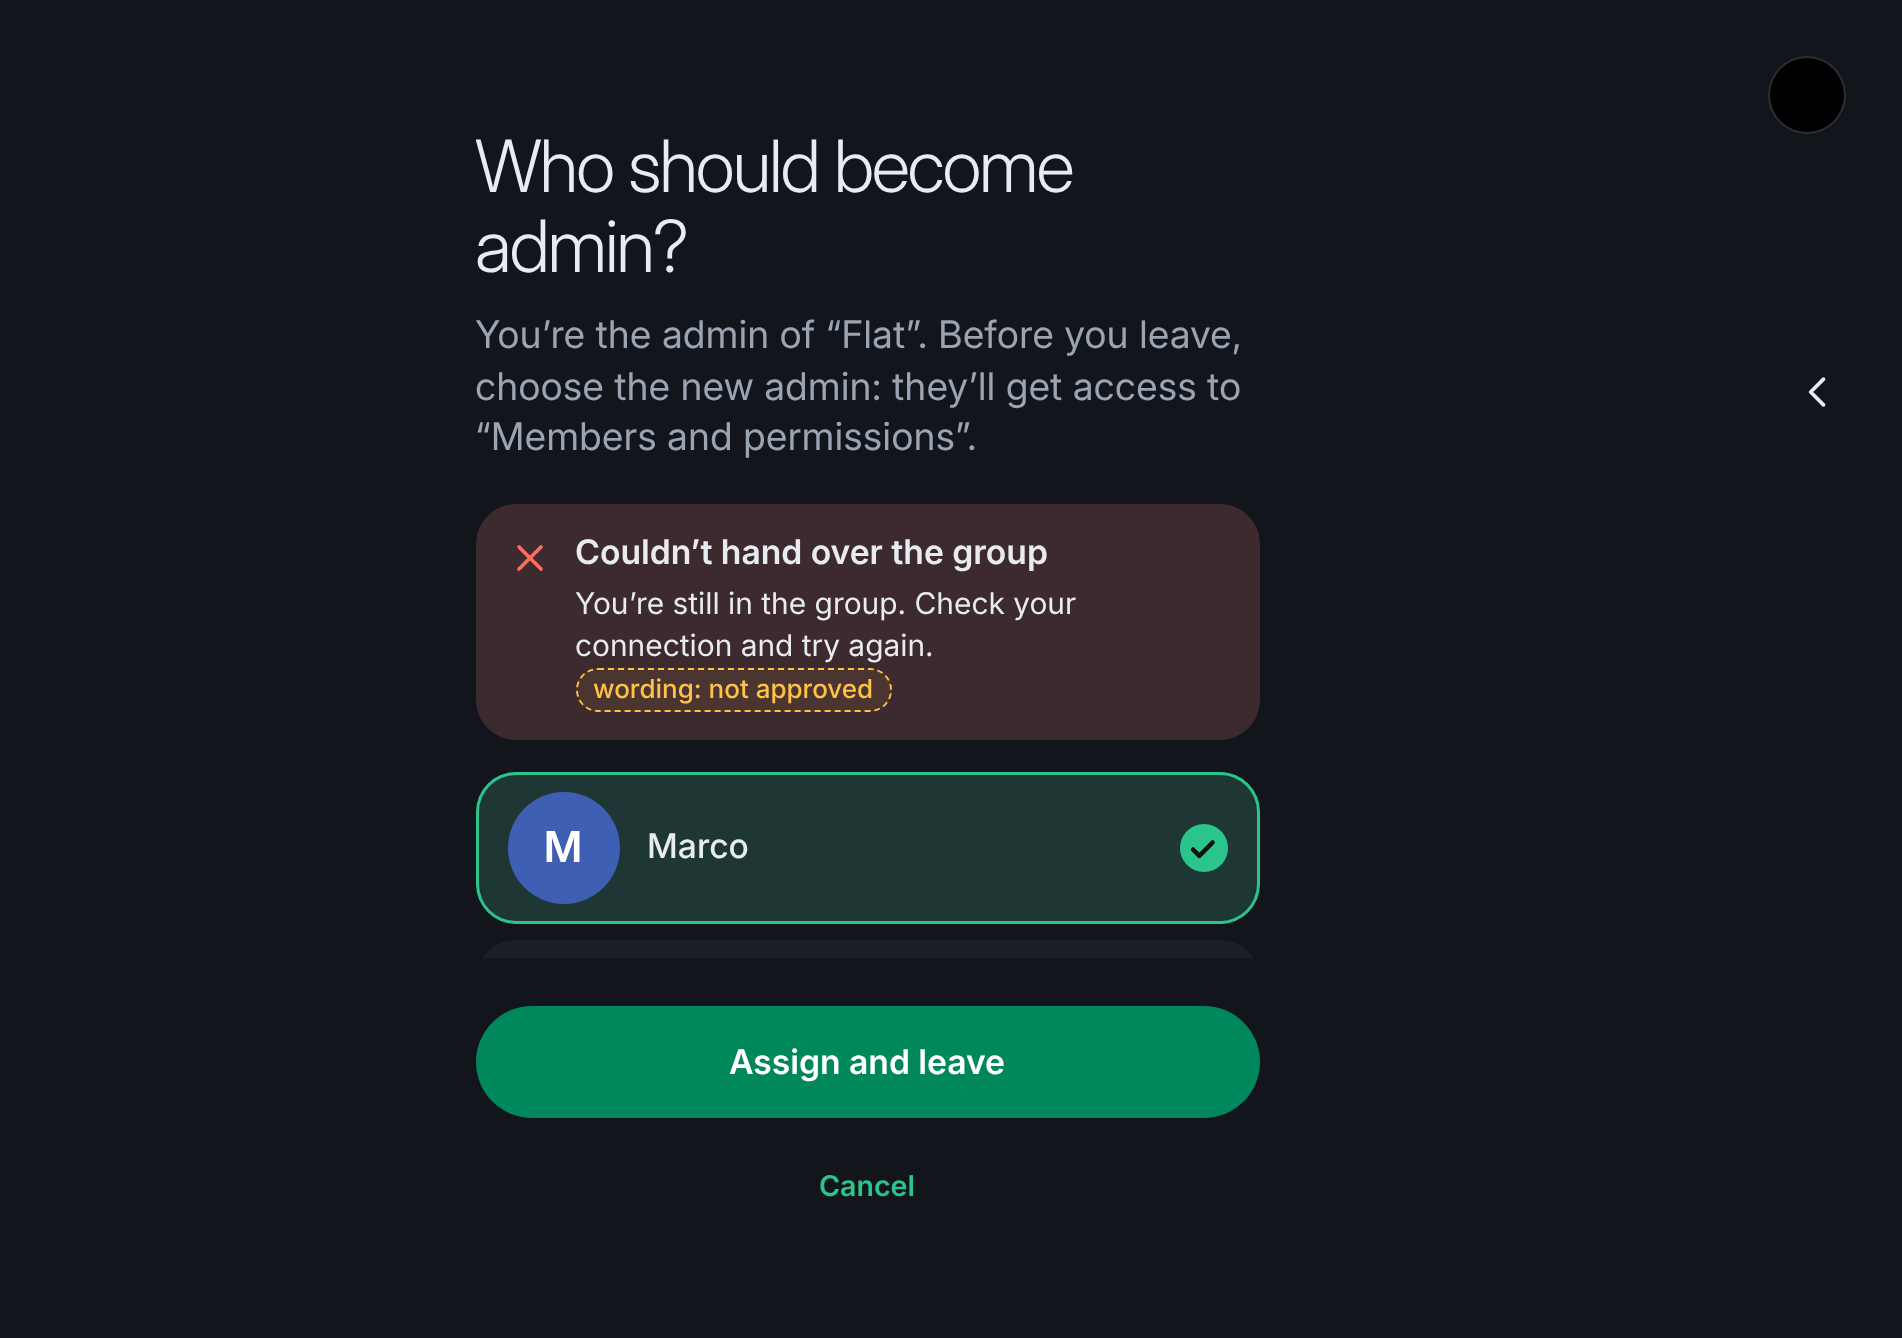 Who should become
admin?
You’re the admin of “Flat”. Before you leave,
choose the new admin: they’ll get access to
“Members and permissions”.
Couldn’t hand over the group
You’re still in the group. Check your
connection and try again.
wording: not approved
M
Marco
Assign and leave
Cancel